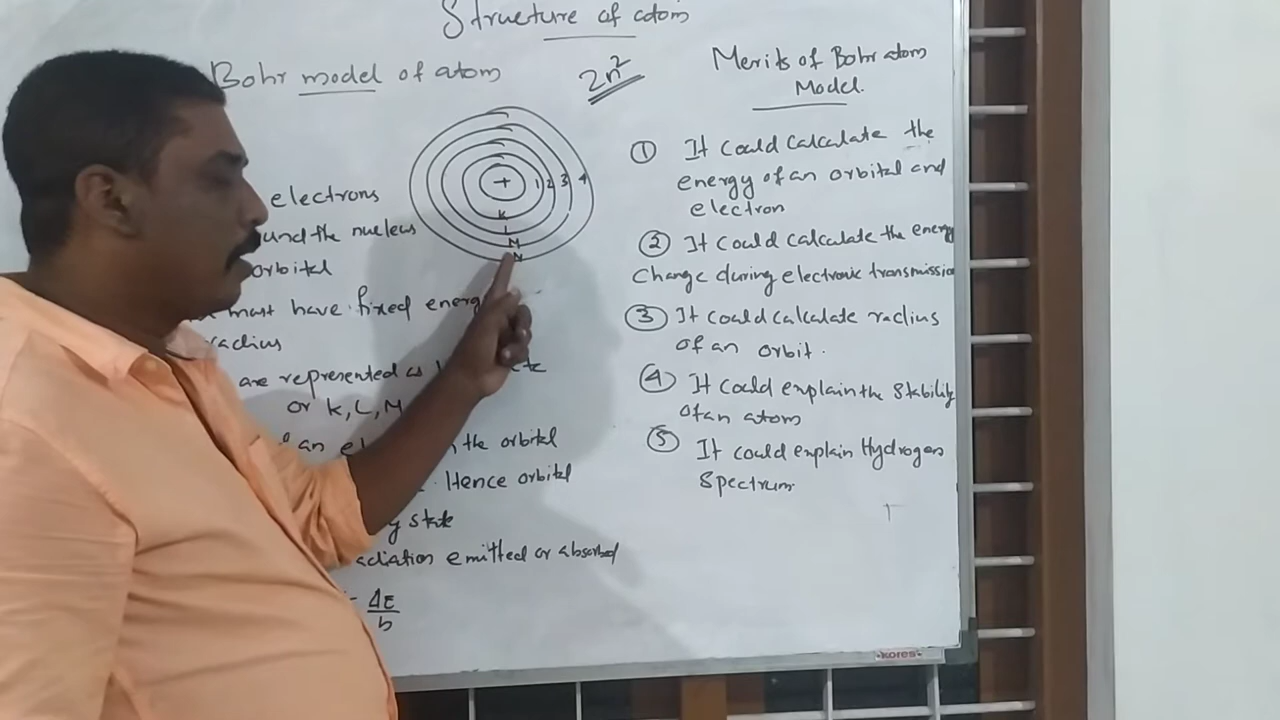 Structure of atom
Bohr model of atom
2n²
+
1 2 3 4
K
L
M
N
electrons
und the nucleus
orbital
must have fixed energ
radius
are represented as
or K, L, M
an el the orbital
Hence orbital
y state
adiation emitted or absorbed
ΔE
h
Merits of Bohr atom
Model.
① It could calculate the
energy of an orbital and
electron
② It could calculate the energy
change during electronic transmission
③ It could calculate radius
of an orbit.
④ It could explain the stability
of an atom
⑤ It could explain Hydrogen
Spectrum
kores